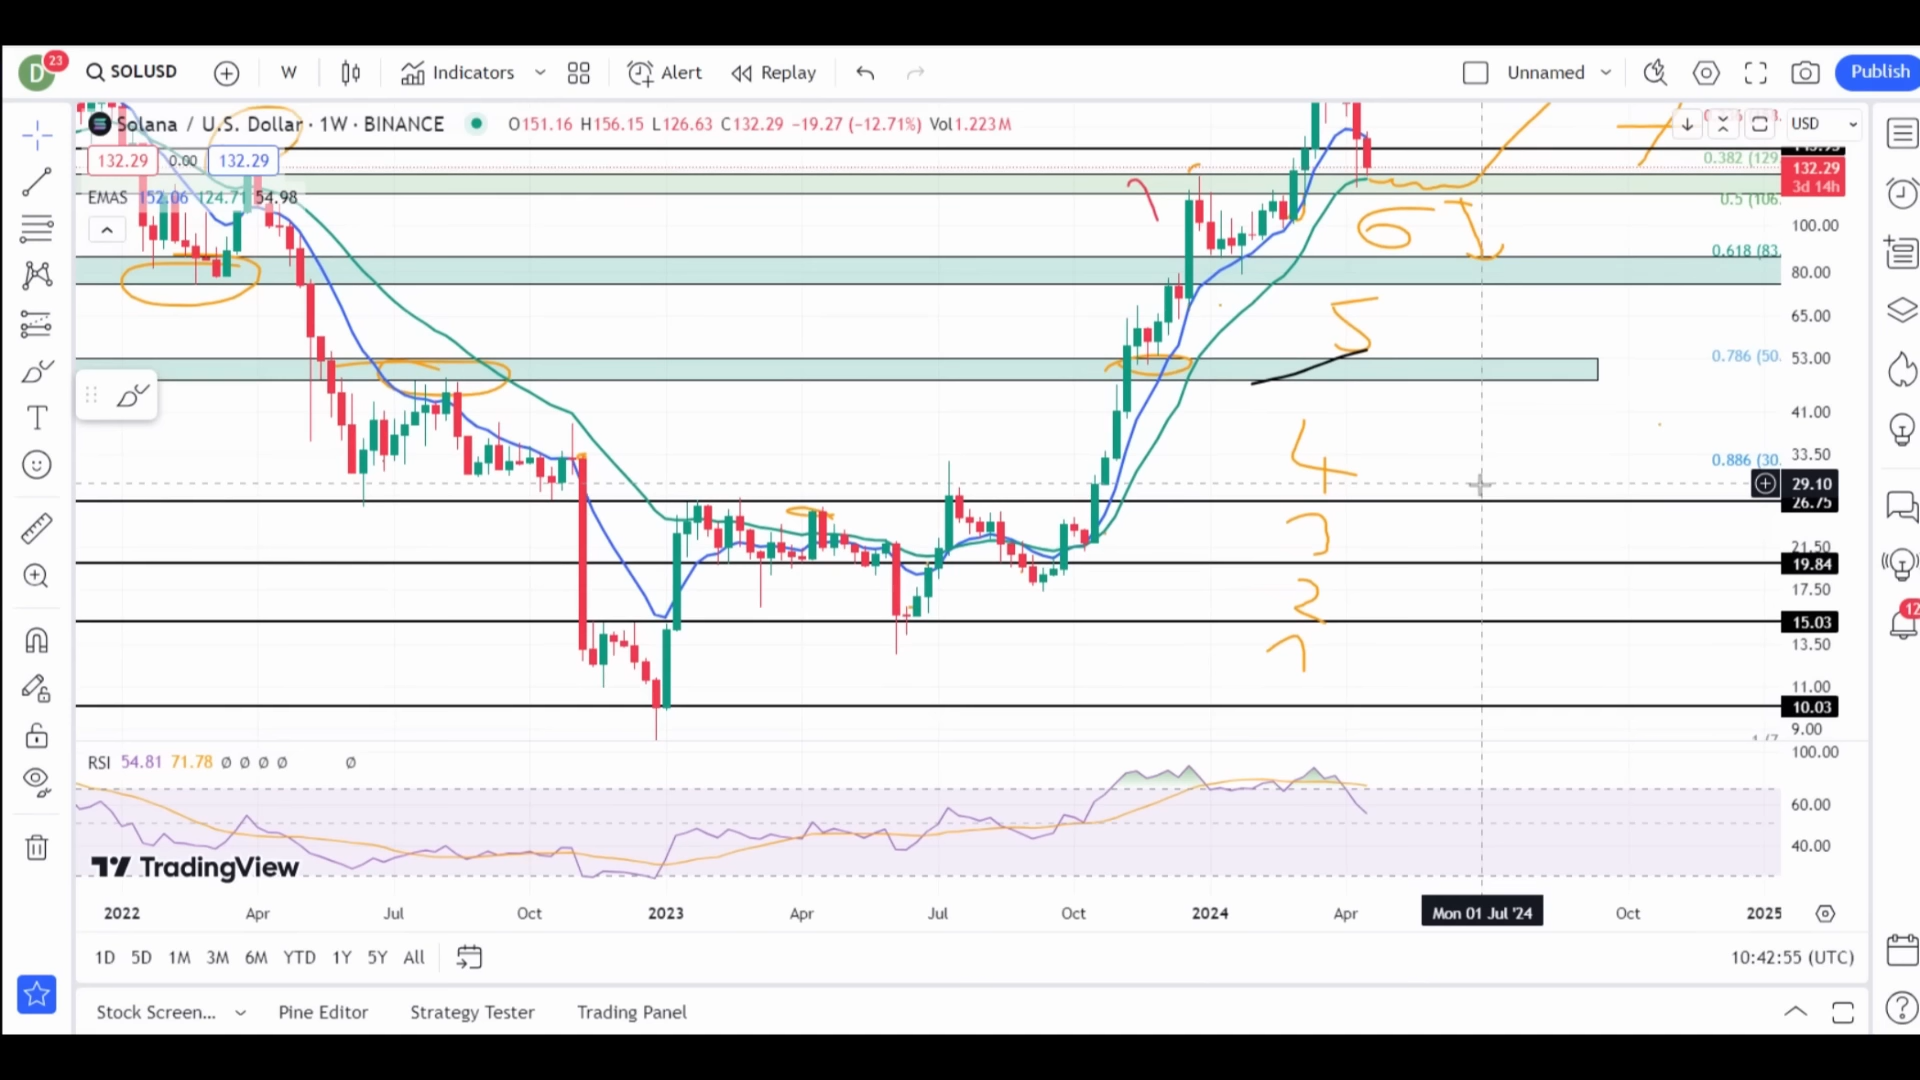 D 23 SOLUSD W Indicators Alert Replay Unnamed Publish
Solana / U.S. Dollar · 1W · BINANCE O151.16 H156.15 L126.63 C132.29 −19.27 (−12.71%) Vol1.223M
USD
132.29 0.00 132.29
EMAS 152.06 124.71 54.98
0.382 (129.
132.29
3d 14h
0.5 (106.
100.00
6
0.618 (83.
80.00
65.00
5
0.786 (50.
53.00
41.00
4
33.50
0.886 (30.
29.10
26.75
3
21.50
19.84
17.50
2
15.03
13.50
1
11.00
10.03
9.00
RSI 54.81 71.78 Ø Ø Ø Ø Ø
100.00
60.00
40.00
12
TradingView
2022 Apr Jul Oct 2023 Apr Jul Oct 2024 Apr Mon 01 Jul '24 Oct 2025
1D 5D 1M 3M 6M YTD 1Y 5Y All 10:42:55 (UTC)
Stock Screen... Pine Editor Strategy Tester Trading Panel